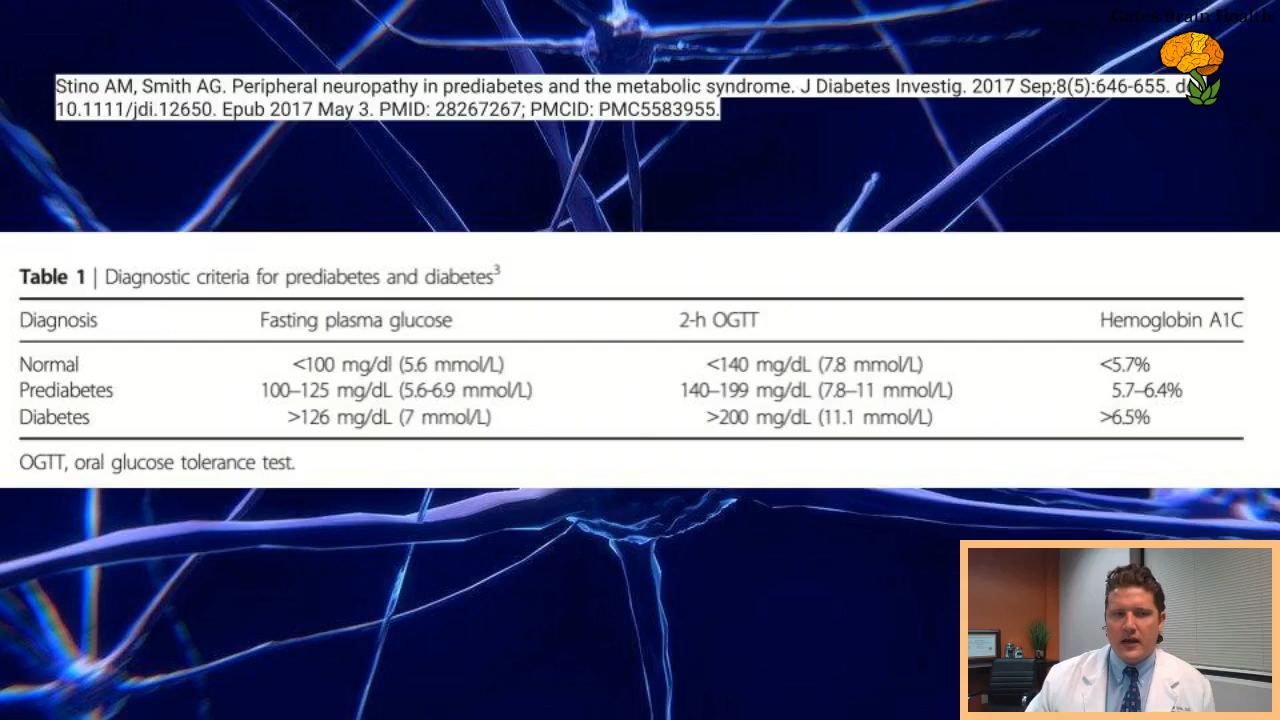 Gates Brain Health
Stino AM, Smith AG. Peripheral neuropathy in prediabetes and the metabolic syndrome. J Diabetes Investig. 2017 Sep;8(5):646-655.
10.1111/jdi.12650. Epub 2017 May 3. PMID: 28267267; PMCID: PMC5583955.
Table 1 | Diagnostic criteria for prediabetes and diabetes3
Diagnosis Fasting plasma glucose 2-h OGTT Hemoglobin A1C
Normal <100 mg/dl (5.6 mmol/L) <140 mg/dL (7.8 mmol/L) <5.7%
Prediabetes 100–125 mg/dL (5.6-6.9 mmol/L) 140–199 mg/dL (7.8–11 mmol/L) 5.7–6.4%
Diabetes >126 mg/dL (7 mmol/L) >200 mg/dL (11.1 mmol/L) >6.5%
OGTT, oral glucose tolerance test.